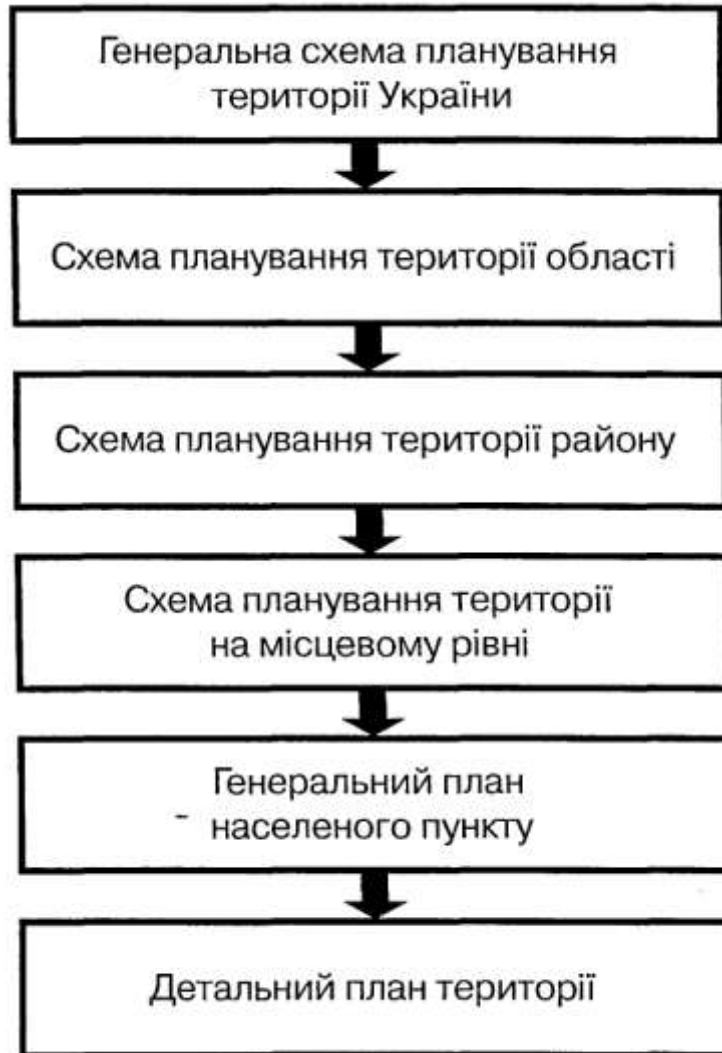 Генеральна схема планування
території України
Схема планування території області
Схема планування території району
Схема планування території
на місцевому рівні
Генеральний план
населеного пункту
Детальний план території